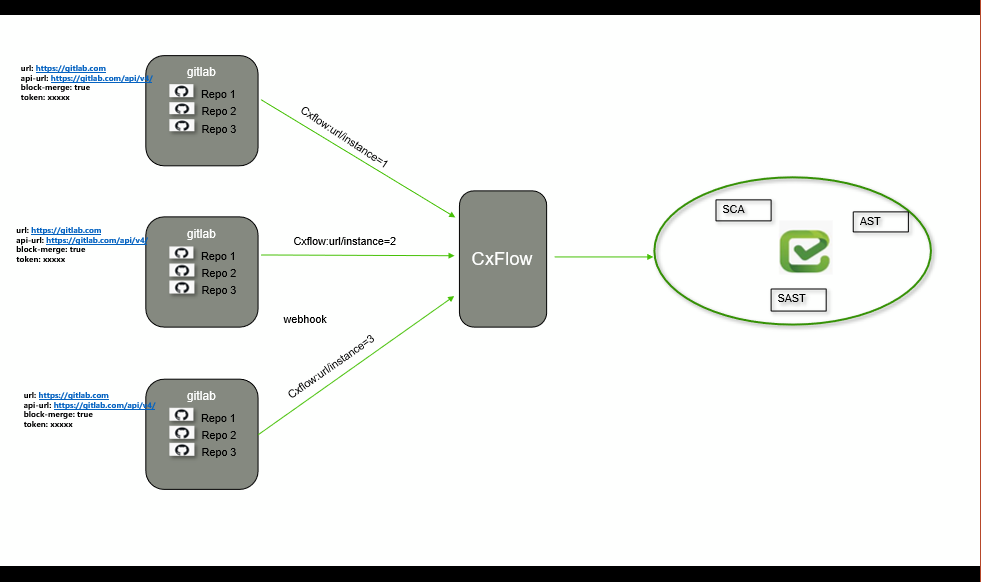 url: https://gitlab.com
api-url: https://gitlab.com/api/v4/
block-merge: true
token: xxxxx
gitlab
Repo 1
Repo 2
Repo 3
Cxflow:url/instance=1
url: https://gitlab.com
api-url: https://gitlab.com/api/v4/
block-merge: true
token: xxxxx
gitlab
Repo 1
Repo 2
Repo 3
Cxflow:url/instance=2
webhook
url: https://gitlab.com
api-url: https://gitlab.com/api/v4/
block-merge: true
token: xxxxx
gitlab
Repo 1
Repo 2
Repo 3
Cxflow:url/instance=3
CxFlow
SCA
AST
SAST